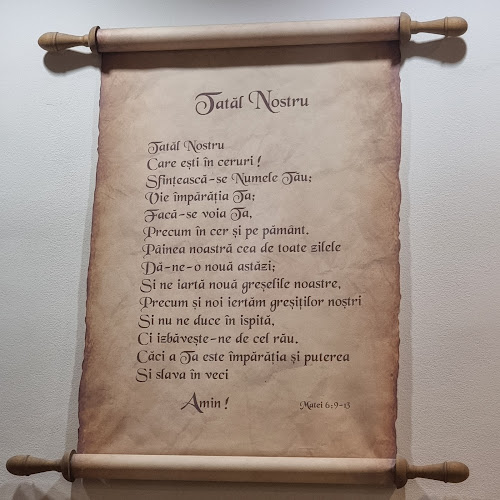 Tatăl Nostru
Tatăl Nostru
Care ești în ceruri!
Sfințească-se Numele Tău;
Vie împărăția Ta;
Facă-se voia Ta,
Precum în cer și pe pământ.
Pâinea noastră cea de toate zilele
Dă-ne-o nouă astăzi;
Și ne iartă nouă greșelile noastre,
Precum și noi iertăm greșiților noștri
Și nu ne duce în ispită,
Ci izbăvește-ne de cel rău.
Căci a Ta este împărăția și puterea
Și slava în veci
Amin!
Matei 6:9-13